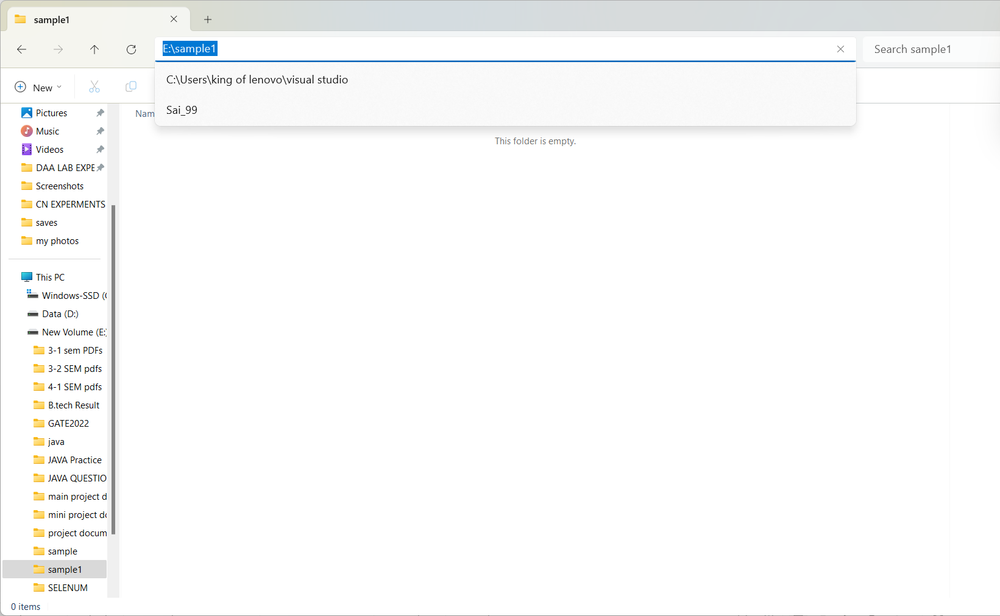 sample1
E:\sample1
Search sample1
New
C:\Users\king of lenovo\visual studio
Sai_99
Nam
This folder is empty.
Pictures
Music
Videos
DAA LAB EXPE
Screenshots
CN EXPERMENTS
saves
my photos
This PC
Windows-SSD (
Data (D:)
New Volume (E:
3-1 sem PDFs
3-2 SEM pdfs
4-1 SEM pdfs
B.tech Result
GATE2022
java
JAVA Practice
JAVA QUESTIO
main project d
mini project do
project docum
sample
sample1
SELENUM
0 items